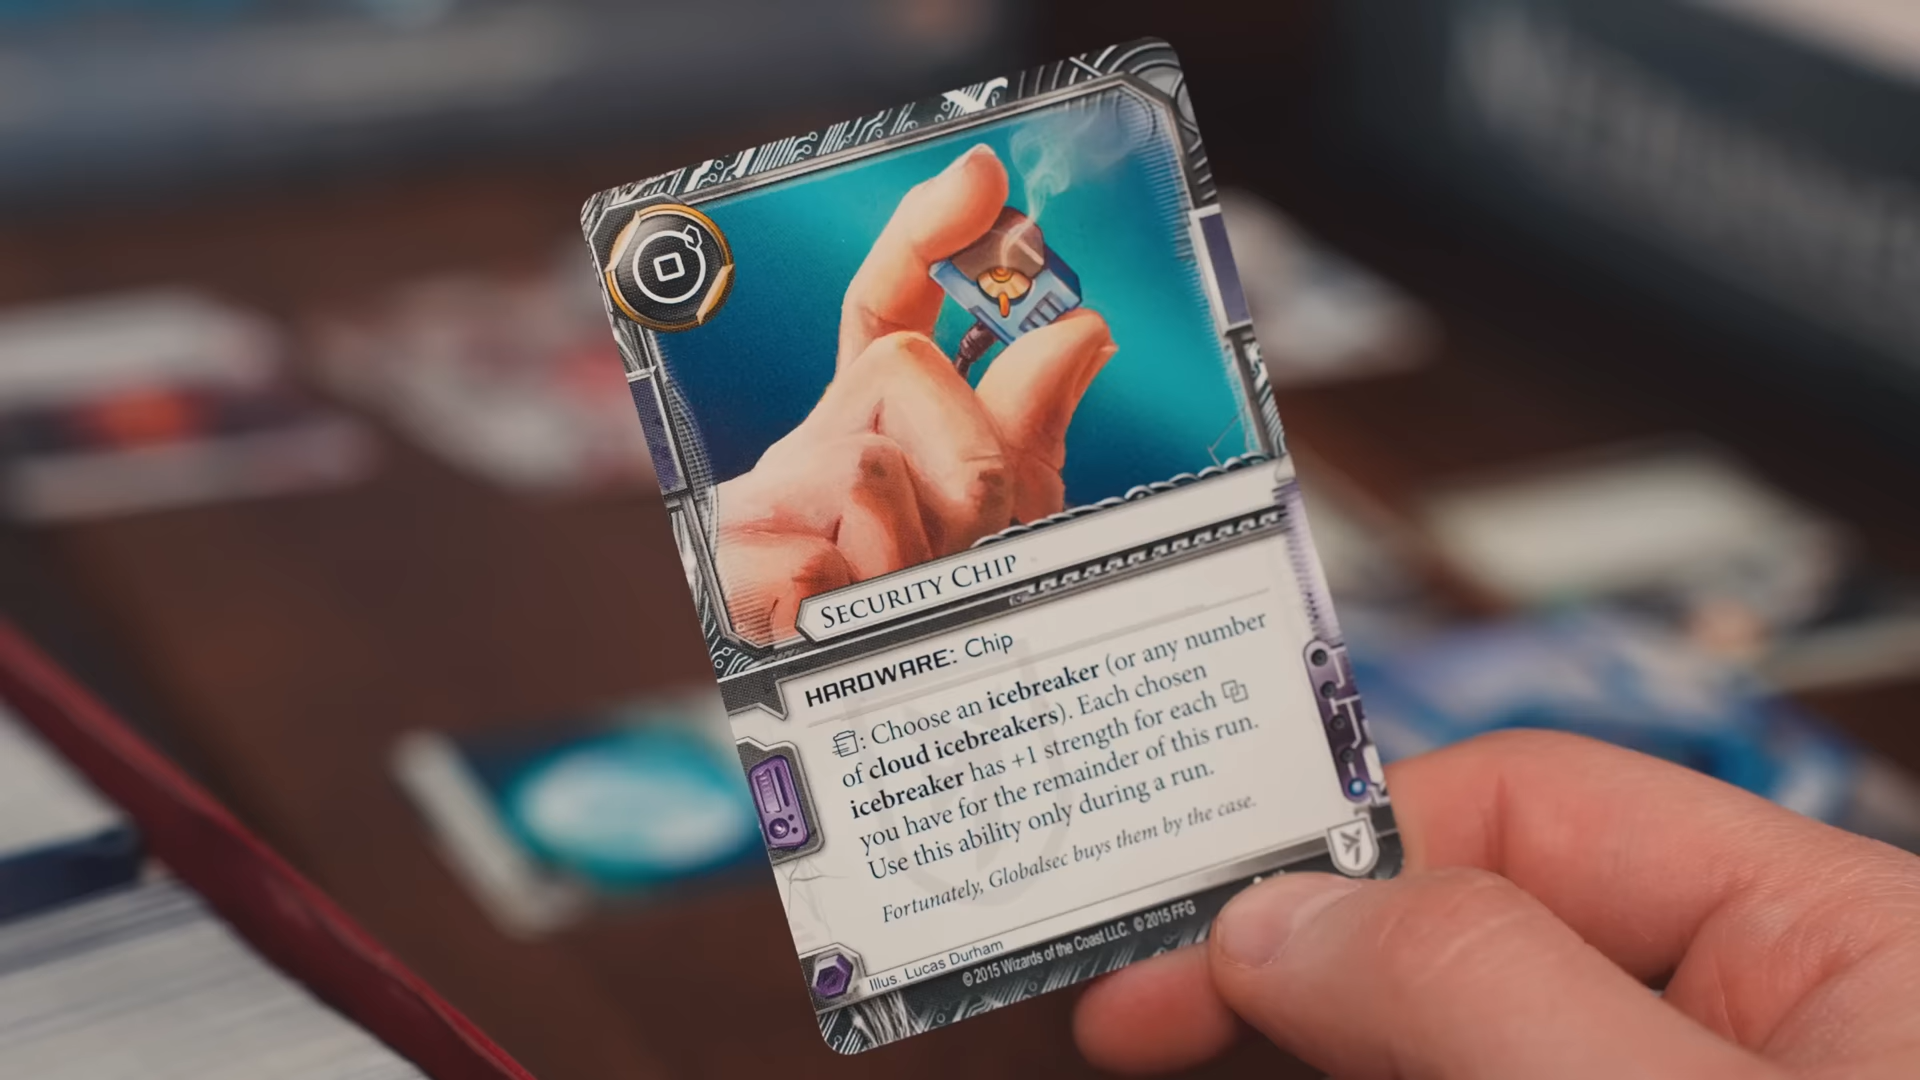 0
SECURITY CHIP
HARDWARE: Chip
: Choose an icebreaker (or any number
of cloud icebreakers). Each chosen
icebreaker has +1 strength for each
you have for the remainder of this run.
Use this ability only during a run.
Fortunately, Globalsec buys them by the case.
Illus. Lucas Durham
© 2015 Wizards of the Coast LLC. © 2015 FFG